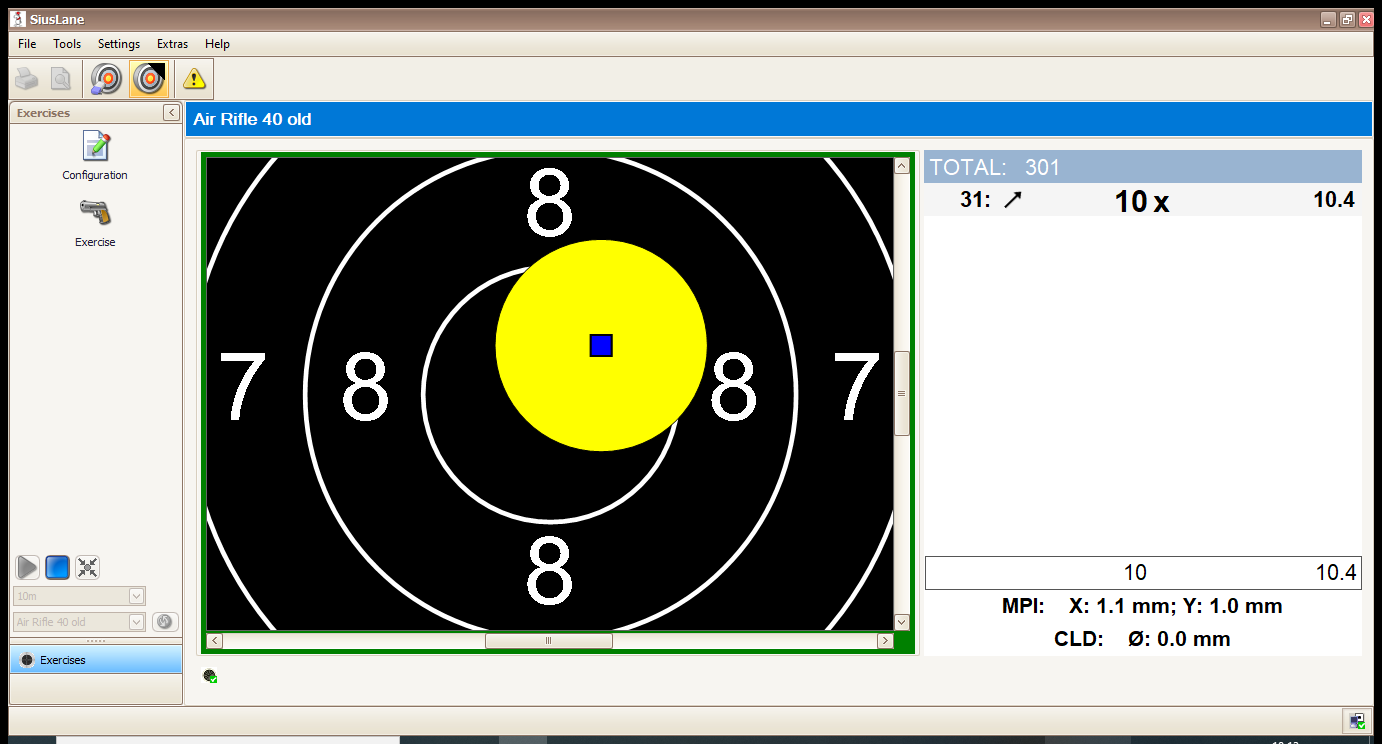 SiusLane
File Tools Settings Extras Help
Exercises
Configuration
Exercise
10m
Air Rifle 40 old
Exercises
Air Rifle 40 old
8
7 8 8 7
8
TOTAL: 301
31: 10 x 10.4
10 10.4
MPI: X: 1.1 mm; Y: 1.0 mm
CLD: Ø: 0.0 mm